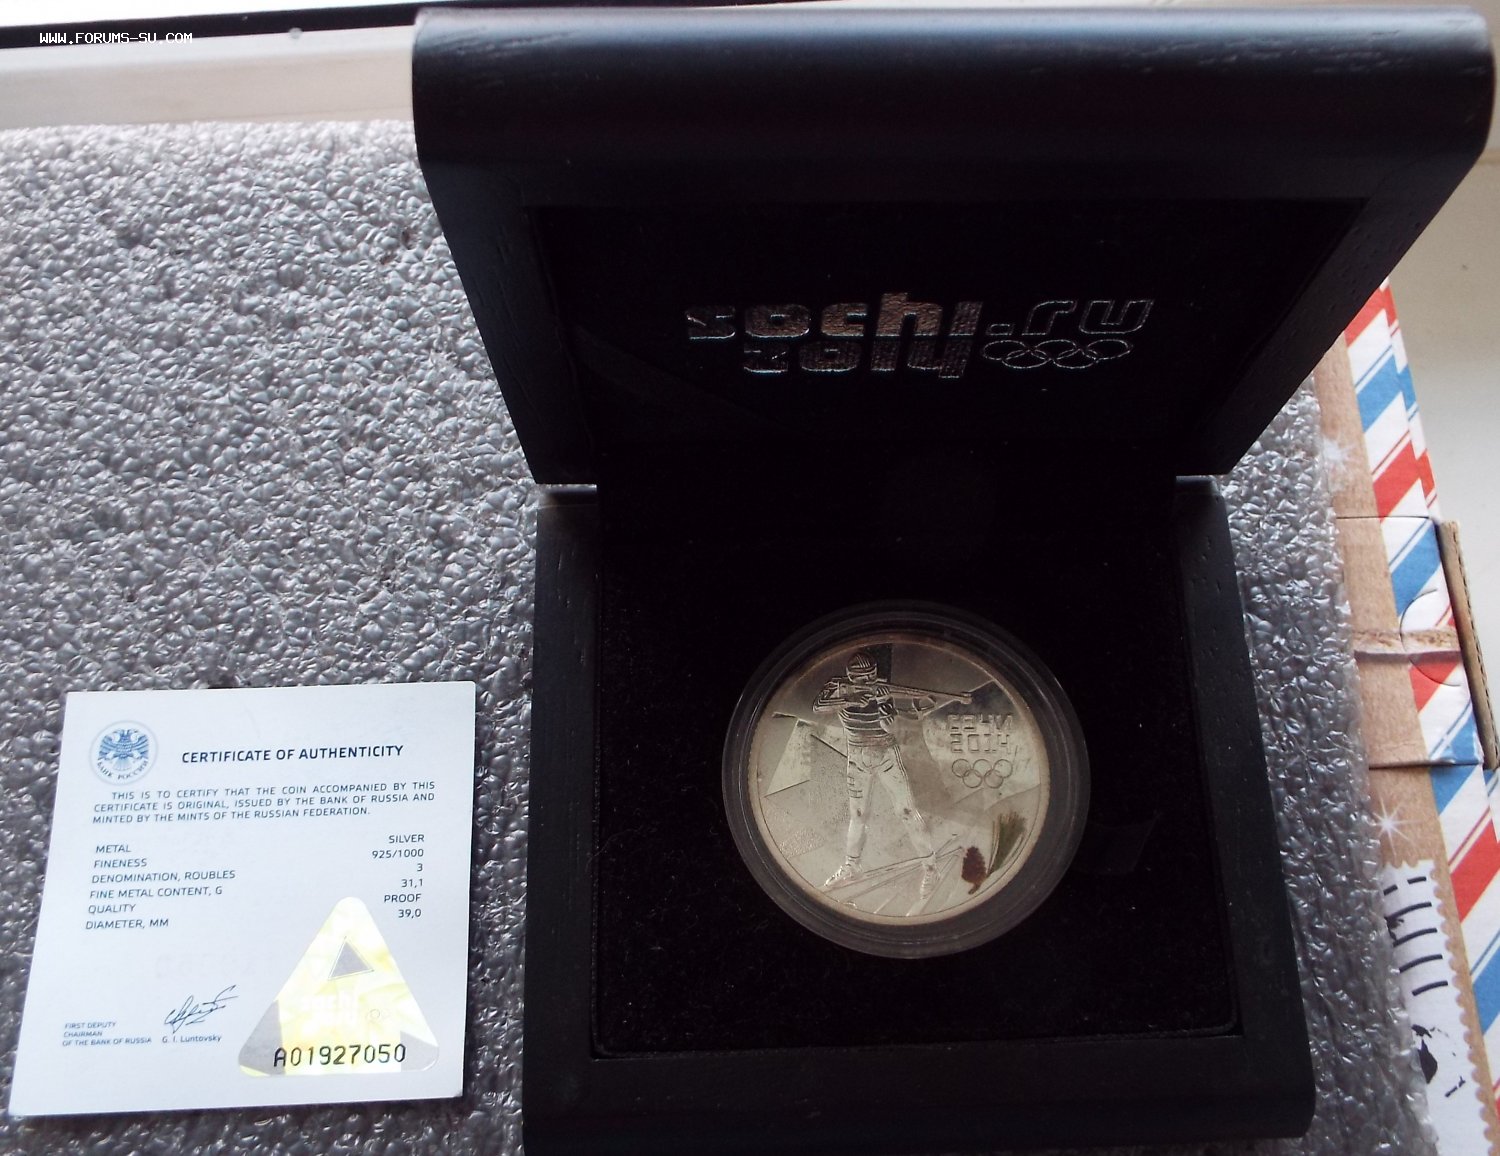 WWW.FORUMS-SU.COM
sochi.ru
2014
СОЧИ
2014
БАНК РОССИИ
CERTIFICATE OF AUTHENTICITY
THIS IS TO CERTIFY THAT THE COIN ACCOMPANIED BY THIS
CERTIFICATE IS ORIGINAL, ISSUED BY THE BANK OF RUSSIA AND
MINTED BY THE MINTS OF THE RUSSIAN FEDERATION.
METAL SILVER
FINENESS 925/1000
DENOMINATION, ROUBLES 3
FINE METAL CONTENT, G 31,1
QUALITY PROOF
DIAMETER, MM 39,0
sochi
FIRST DEPUTY
CHAIRMAN
OF THE BANK OF RUSSIA G. I. Luntovsky
A01927050